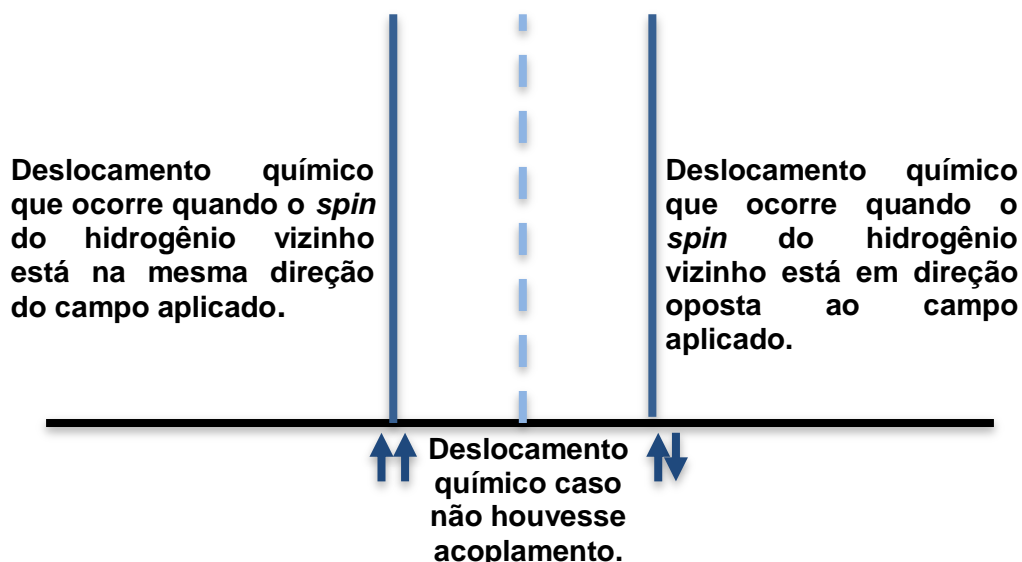 Deslocamento químico
que ocorre quando o spin
do hidrogênio vizinho
está na mesma direção
do campo aplicado.
Deslocamento químico
que ocorre quando o
spin do hidrogênio
vizinho está em direção
oposta ao campo
aplicado.
Deslocamento
químico caso
não houvesse
acoplamento.